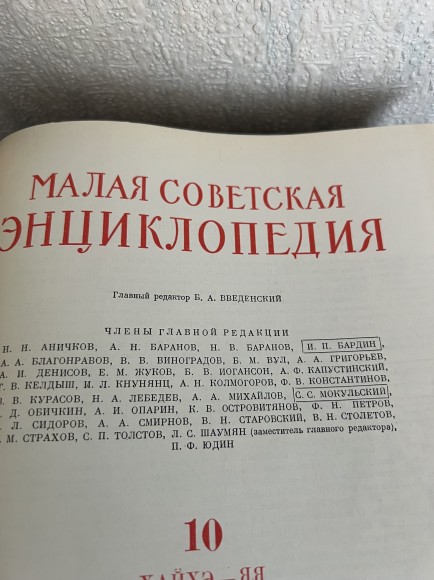 МАЛАЯ СОВЕТСКАЯ
ЭНЦИКЛОПЕДИЯ
Главный редактор Б. А. ВВЕДЕНСКИЙ
ЧЛЕНЫ ГЛАВНОЙ РЕДАКЦИИ
Н. Н. АНИЧКОВ, А. Н. БАРАНОВ, Н. В. БАРАНОВ, И. П. БАРДИН,
А. А. БЛАГОНРАВОВ, В. В. ВИНОГРАДОВ, Б. М. ВУЛ, А. А. ГРИГОРЬЕВ,
А. И. ДЕНИСОВ, Е. М. ЖУКОВ, Б. В. ИОГАНСОН, А. Ф. КАПУСТИНСКИЙ,
В. КЕЛДЫШ, И. Л. КНУНЯНЦ, А. Н. КОЛМОГОРОВ, Ф. В. КОНСТАНТИНОВ,
В. КУРАСОВ, Н. А. ЛЕБЕДЕВ, А. А. МИХАЙЛОВ, С. С. МОКУЛЬСКИЙ,
Д. ОБИЧКИН, А. И. ОПАРИН, К. В. ОСТРОВИТЯНОВ, Ф. Н. ПЕТРОВ,
Л. СИДОРОВ, А. А. СМИРНОВ, В. Н. СТАРОВСКИЙ, В. Н. СТОЛЕТОВ,
М. СТРАХОВ, С. П. ТОЛСТОВ, Л. С. ШАУМЯН (заместитель главного редактора),
П. Ф. ЮДИН
10
ХАЙХЭ — ЯЯ